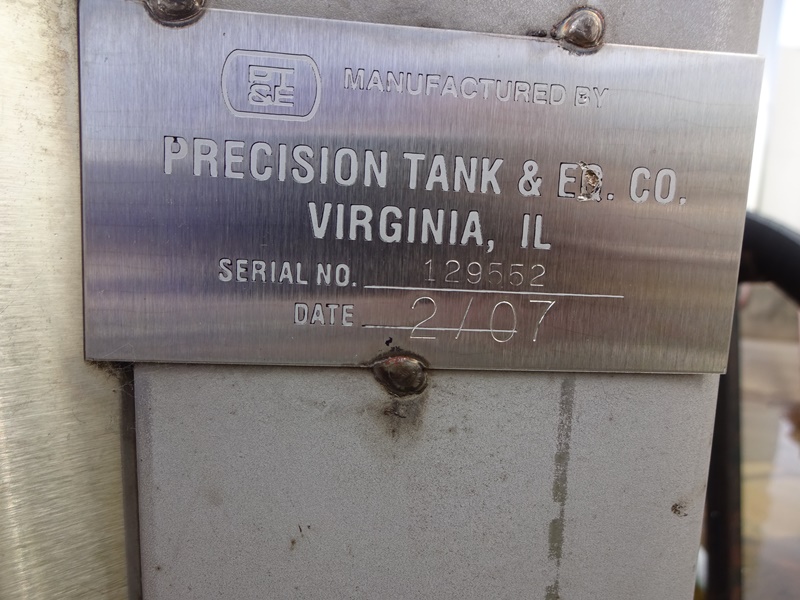 PT
&E
MANUFACTURED BY
PRECISION TANK & EQ. CO.
VIRGINIA, IL
SERIAL NO. 129552
DATE 2/07